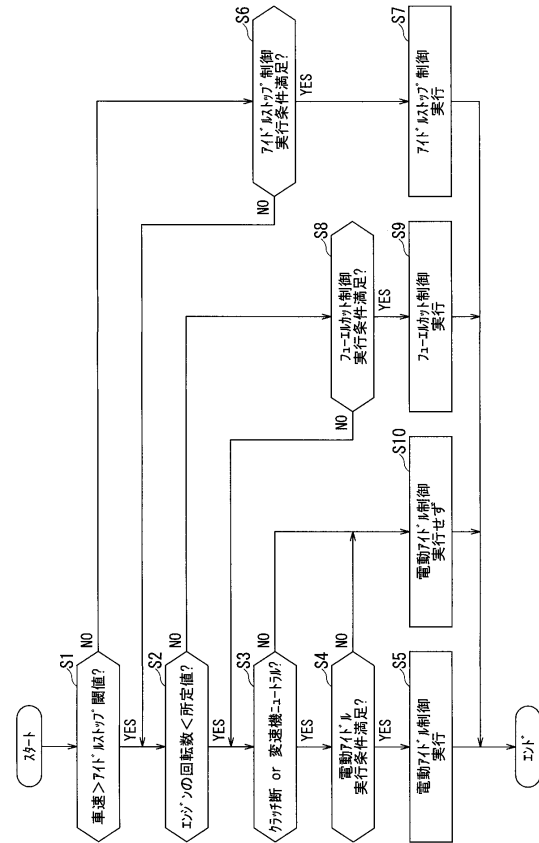 スタート
S1
車速>アイドルストップ閾値?
NO
YES
S2
エンジンの回転数<所定値?
NO
YES
S3
クラッチ断 or 変速機ニュートラル?
NO
YES
S4
電動アイドル
実行条件満足?
NO
YES
S5
電動アイドル制御
実行
エンド
S10
電動アイドル制御
実行せず
S8
フューエルカット制御
実行条件満足?
NO
YES
S9
フューエルカット制御
実行
S6
アイドルストップ制御
実行条件満足?
NO
YES
S7
アイドルストップ制御
実行